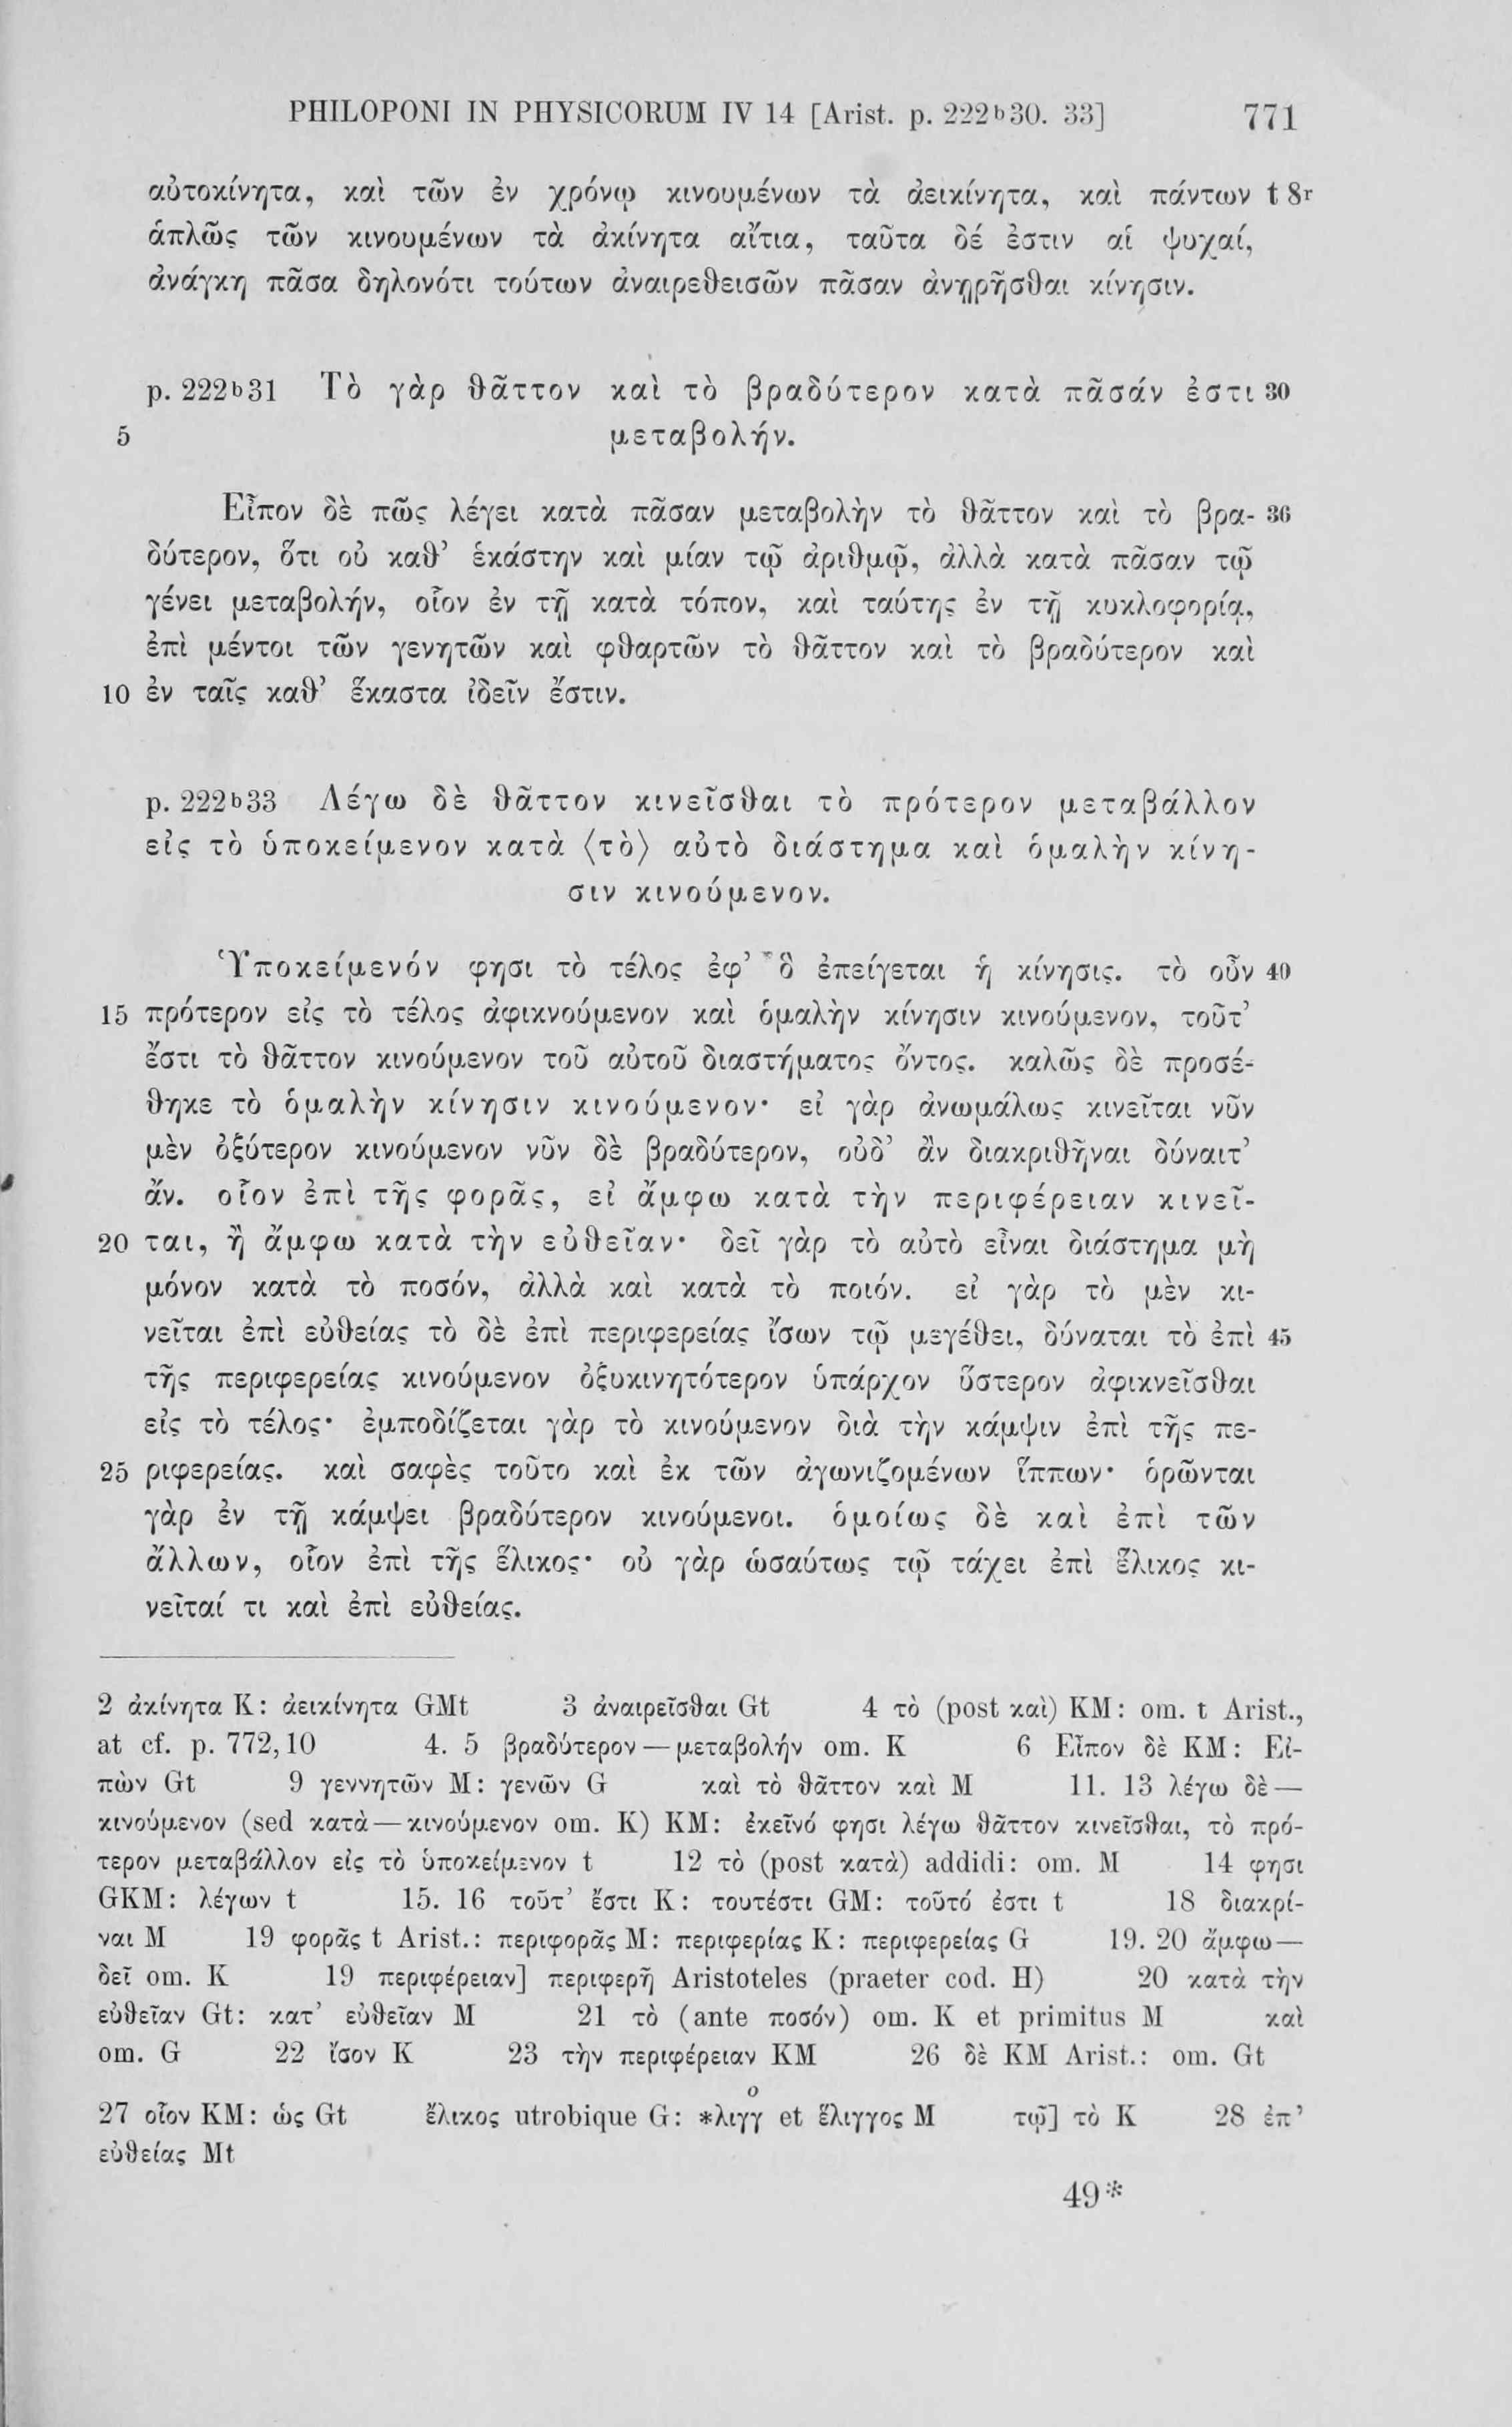 PHILOPONI IN PHYSICORUM IV 14 [Arist. p. 222b30. 33] 771
αὐτοκίνητα, καὶ τῶν ἐν χρόνῳ κινουμένων τὰ ἀεικίνητα, καὶ πάντων t 8r
ἁπλῶς τῶν κινουμένων τὰ ἀκίνητα αἴτια, ταῦτα δέ ἐστιν αἱ ψυχαί,
ἀνάγκη πᾶσα δηλονότι τούτων ἀναιρεθεισῶν πᾶσαν ἀνῃρῆσθαι κίνησιν.
p. 222b31 Τὸ γὰρ θᾶττον καὶ τὸ βραδύτερον κατὰ πᾶσάν ἐστι 30
5 μεταβολήν.
Εἶπον δὲ πῶς λέγει κατὰ πᾶσαν μεταβολὴν τὸ θᾶττον καὶ τὸ βρα- 36
δύτερον, ὅτι οὐ καθ’ ἑκάστην καὶ μίαν τῷ ἀριθμῷ, ἀλλὰ κατὰ πᾶσαν τῷ
γένει μεταβολήν, οἷον ἐν τῇ κατὰ τόπον, καὶ ταύτης ἐν τῇ κυκλοφορίᾳ,
ἐπὶ μέντοι τῶν γενητῶν καὶ φθαρτῶν τὸ θᾶττον καὶ τὸ βραδύτερον καὶ
10 ἐν ταῖς καθ’ ἕκαστα ἰδεῖν ἔστιν.
p. 222b33 Λέγω δὲ θᾶττον κινεῖσθαι τὸ πρότερον μεταβάλλον
εἰς τὸ ὑποκείμενον κατὰ ⟨τὸ⟩ αὐτὸ διάστημα καὶ ὁμαλὴν κίνη-
σιν κινούμενον.
Ὑποκείμενόν φησι τὸ τέλος ἐφ’ ὃ ἐπείγεται ἡ κίνησις. τὸ οὖν 40
15 πρότερον εἰς τὸ τέλος ἀφικνούμενον καὶ ὁμαλὴν κίνησιν κινούμενον, τοῦτ’
ἔστι τὸ θᾶττον κινούμενον τοῦ αὐτοῦ διαστήματος ὄντος. καλῶς δὲ προσέ-
θηκε τὸ ὁμαλὴν κίνησιν κινούμενον· εἰ γὰρ ἀνωμάλως κινεῖται νῦν
μὲν ὀξύτερον κινούμενον νῦν δὲ βραδύτερον, οὐδ’ ἂν διακριθῆναι δύναιτ’
ἄν. οἷον ἐπὶ τῆς φορᾶς, εἰ ἄμφω κατὰ τὴν περιφέρειαν κινεῖ-
20 ται, ἢ ἄμφω κατὰ τὴν εὐθεῖαν· δεῖ γὰρ τὸ αὐτὸ εἶναι διάστημα μὴ
μόνον κατὰ τὸ ποσόν, ἀλλὰ καὶ κατὰ τὸ ποιόν. εἰ γὰρ τὸ μὲν κι-
νεῖται ἐπὶ εὐθείας τὸ δὲ ἐπὶ περιφερείας ἴσων τῷ μεγέθει, δύναται τὸ ἐπὶ 45
τῆς περιφερείας κινούμενον ὀξυκινητότερον ὑπάρχον ὕστερον ἀφικνεῖσθαι
εἰς τὸ τέλος· ἐμποδίζεται γὰρ τὸ κινούμενον διὰ τὴν κάμψιν ἐπὶ τῆς πε-
25 ριφερείας. καὶ σαφὲς τοῦτο καὶ ἐκ τῶν ἀγωνιζομένων ἵππων· ὁρῶνται
γὰρ ἐν τῇ κάμψει βραδύτερον κινούμενοι. ὁμοίως δὲ καὶ ἐπὶ τῶν
ἄλλων, οἷον ἐπὶ τῆς ἕλικος· οὐ γὰρ ὡσαύτως τῷ τάχει ἐπὶ ἕλικος κι-
νεῖταί τι καὶ ἐπὶ εὐθείας.
2 ἀκίνητα K: ἀεικίνητα GMt 3 ἀναιρεῖσθαι Gt 4 τὸ (post καὶ) KM: om. t Arist.,
at cf. p. 772,10 4. 5 βραδύτερον—μεταβολήν om. K 6 Εἶπον δὲ KM: Εἰ-
πὼν Gt 9 γεννητῶν M: γενῶν G καὶ τὸ θᾶττον καὶ M 11. 13 λέγω δὲ—
κινούμενον (sed κατὰ—κινούμενον om. K) KM: ἐκεῖνό φησι λέγω θᾶττον κινεῖσθαι, τὸ πρό-
τερον μεταβάλλον εἰς τὸ ὑποκείμενον t 12 τὸ (post κατὰ) addidi: om. M 14 φησι
GKM: λέγων t 15. 16 τοῦτ’ ἔστι K: τουτέστι GM: τοῦτό ἐστι t 18 διακρί-
ναι M 19 φορᾶς t Arist.: περιφορᾶς M: περιφερίας K: περιφερείας G 19. 20 ἄμφω—
δεῖ om. K 19 περιφέρειαν] περιφερῆ Aristoteles (praeter cod. H) 20 κατὰ τὴν
εὐθεῖαν Gt: κατ’ εὐθεῖαν M 21 τὸ (ante ποσόν) om. K et primitus M καὶ
om. G 22 ἴσον K 23 τὴν περιφέρειαν KM 26 δὲ KM Arist.: om. Gt
27 οἷον KM: ὡς Gt ἔλικος utrobique G: *λιγγο et ἕλιγγος M τῷ] τὸ K 28 ἐπ’
εὐθείας Mt
49*